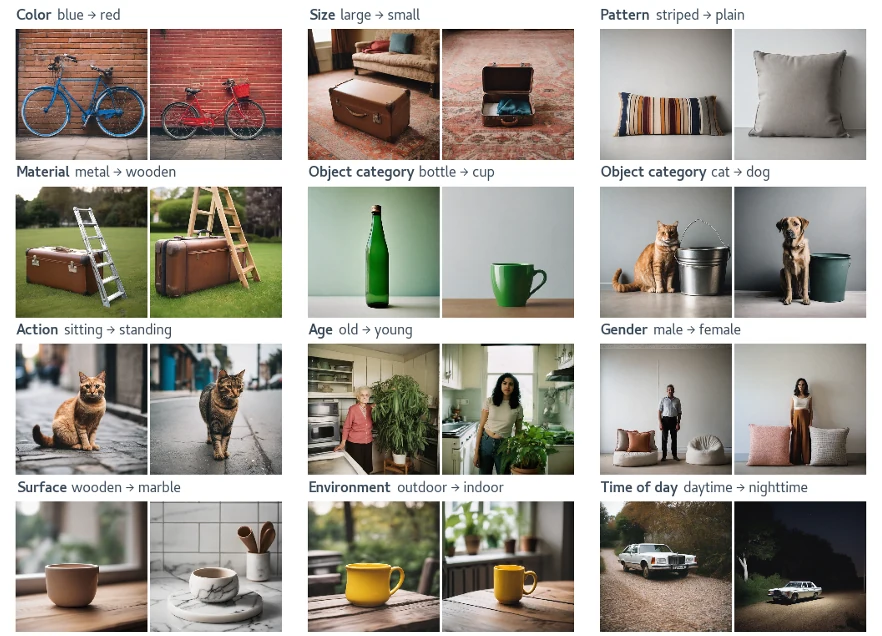 Color blue → red
Size large → small
Pattern striped → plain
Material metal → wooden
Object category bottle → cup
Object category cat → dog
Action sitting → standing
Age old → young
Gender male → female
Surface wooden → marble
Environment outdoor → indoor
Time of day daytime → nighttime